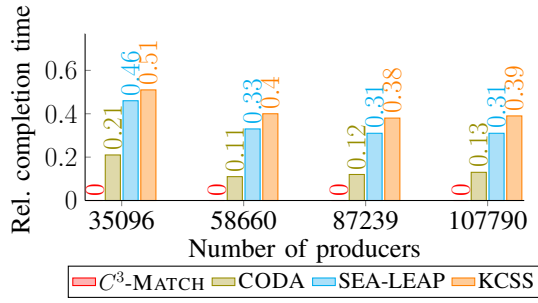 Rel. completion time
0.6
0.4
0.2
0
0 0.21 0.46 0.51
0 0.11 0.33 0.4
0 0.12 0.31 0.38
0 0.13 0.31 0.39
35096 58660 87239 107790
Number of producers
C³-MATCH CODA SEA-LEAP KCSS